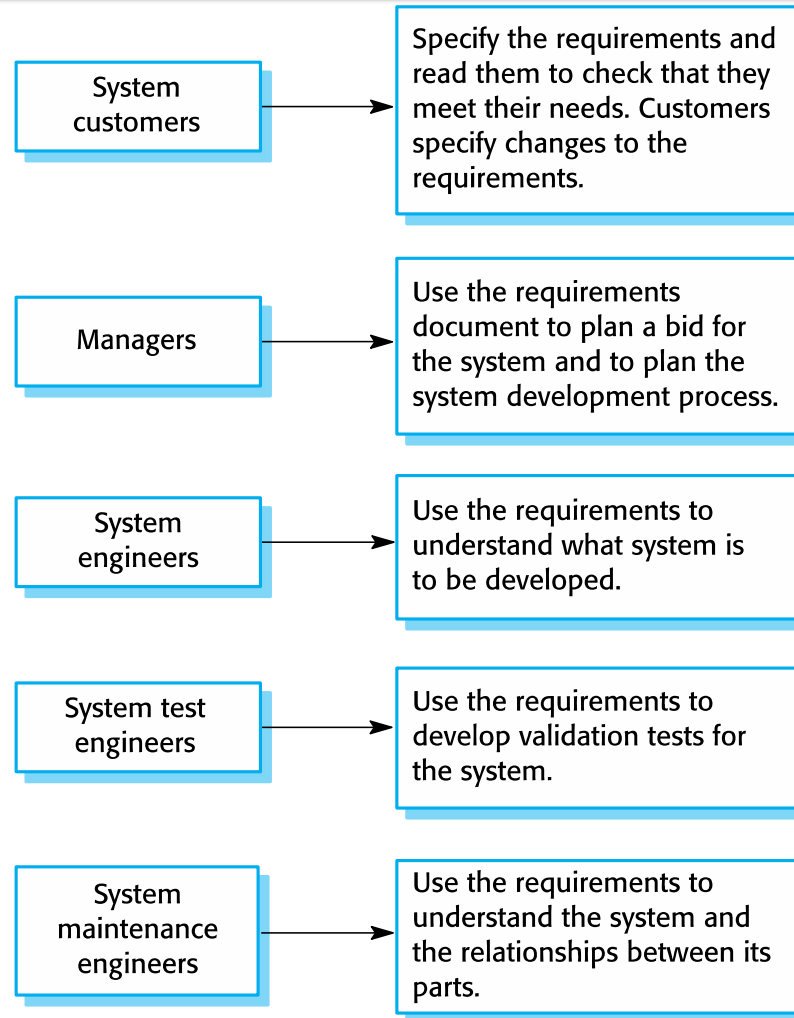 System
customers
Specify the requirements and
read them to check that they
meet their needs. Customers
specify changes to the
requirements.
Managers
Use the requirements
document to plan a bid for
the system and to plan the
system development process.
System
engineers
Use the requirements to
understand what system is
to be developed.
System test
engineers
Use the requirements to
develop validation tests for
the system.
System
maintenance
engineers
Use the requirements to
understand the system and
the relationships between its
parts.